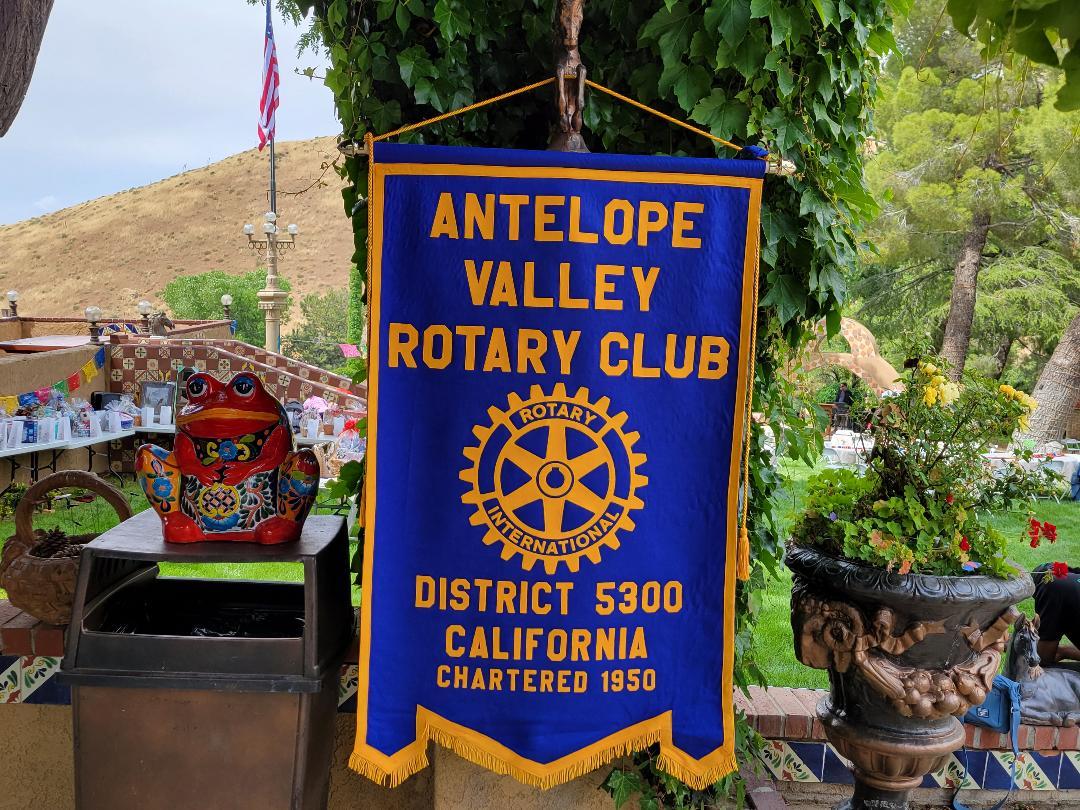 ANTELOPE
VALLEY
ROTARY CLUB
ROTARY
INTERNATIONAL
DISTRICT 5300
CALIFORNIA
CHARTERED 1950